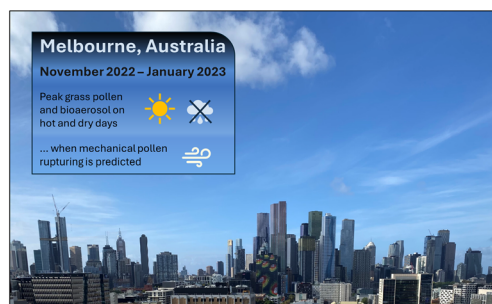 Melbourne, Australia
November 2022 – January 2023
Peak grass pollen
and bioaerosol on
hot and dry days
... when mechanical pollen
rupturing is predicted